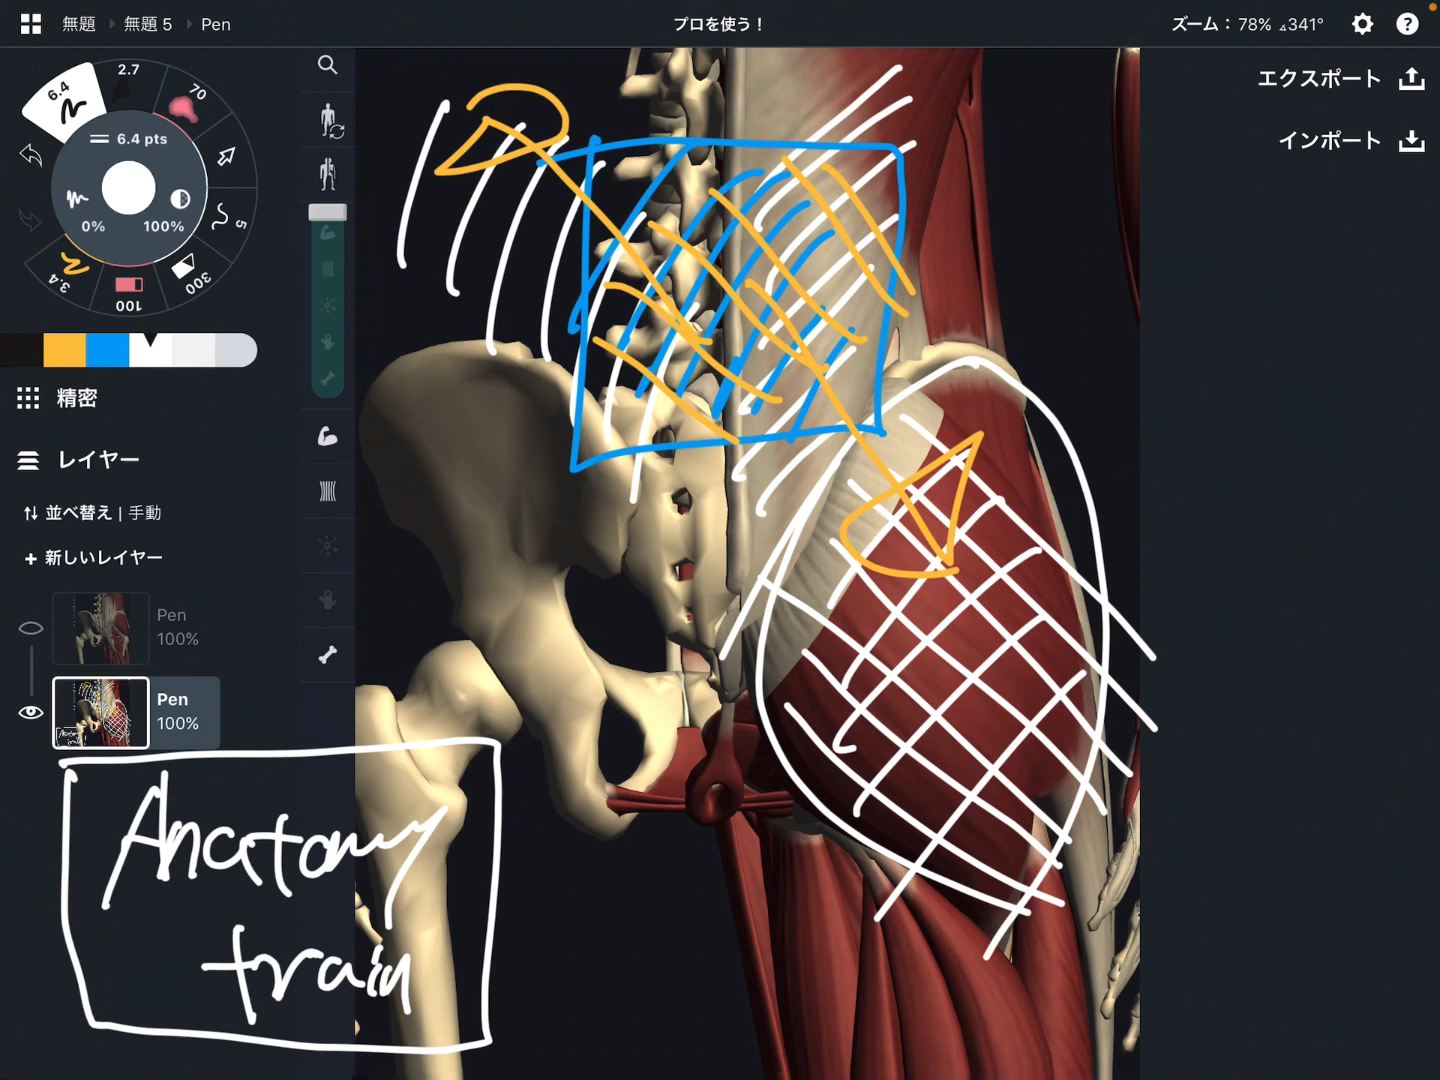 無題 無題 5 Pen
プロを使う！
ズーム： 78% ⦞341°
エクスポート
インポート
2.7
6.4
70
6.4 pts
0% 100%
5
300
100
3.4
精密
レイヤー
並べ替え | 手動
+ 新しいレイヤー
Pen
100%
Pen
100%
Anatomy
train